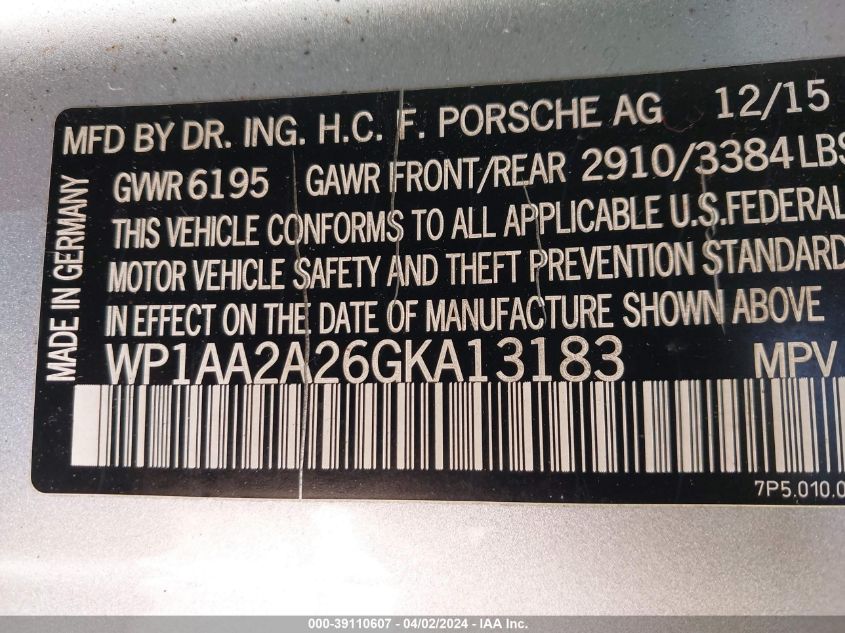 MFD BY DR. ING. H.C. F. PORSCHE AG 12/15
GVWR 6195 GAWR FRONT/REAR 2910/3384 LBS
THIS VEHICLE CONFORMS TO ALL APPLICABLE U.S. FEDERAL
MOTOR VEHICLE SAFETY AND THEFT PREVENTION STANDARD
IN EFFECT ON THE DATE OF MANUFACTURE SHOWN ABOVE
WP1AA2A26GKA13183 MPV
MADE IN GERMANY
7P5.010.0
000-39110607 - 04/02/2024 - IAA Inc.